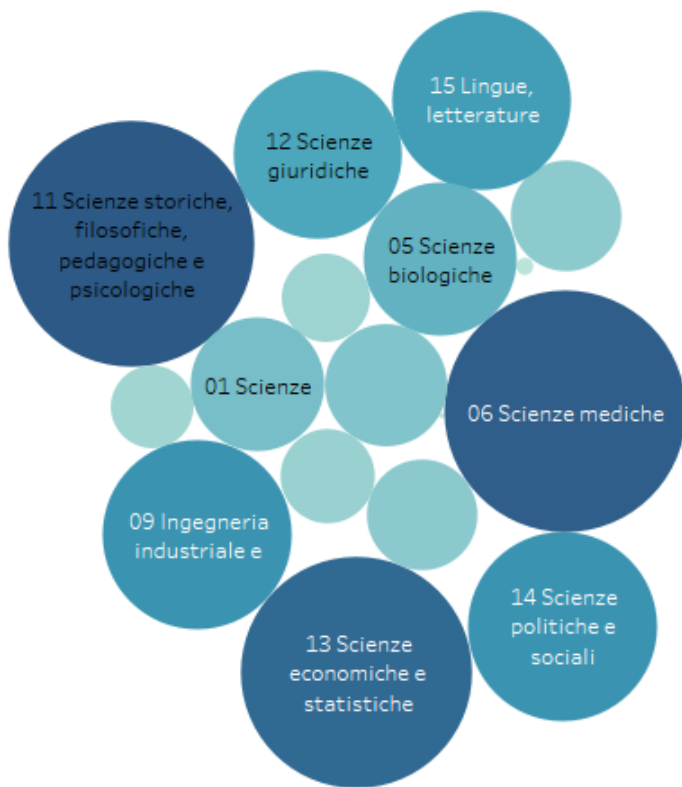 15 Lingue,
letterature
12 Scienze
giuridiche
11 Scienze storiche,
filosofiche,
pedagogiche e
psicologiche
05 Scienze
biologiche
01 Scienze
06 Scienze mediche
09 Ingegneria
industriale e
14 Scienze
politiche e
sociali
13 Scienze
economiche e
statistiche